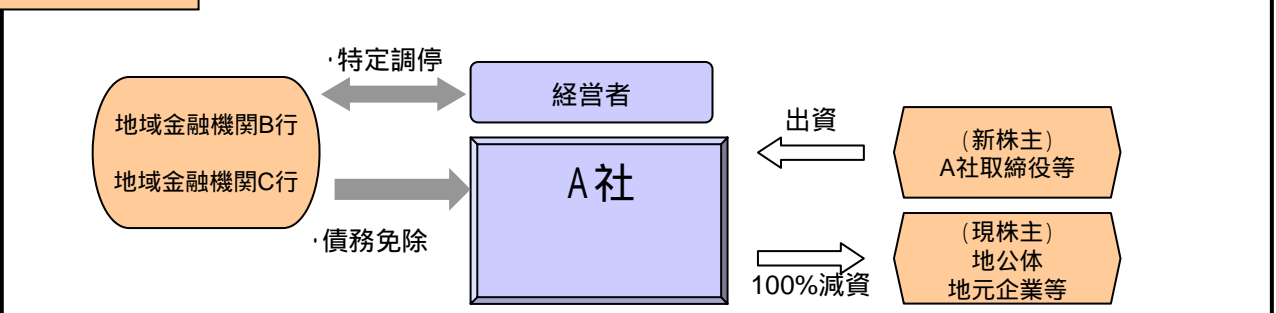 ·特定調停
経営者
地域金融機関B行
地域金融機関C行
·債務免除
A社
出資
(新株主)
A社取締役等
100%減資
(現株主)
地公体
地元企業等